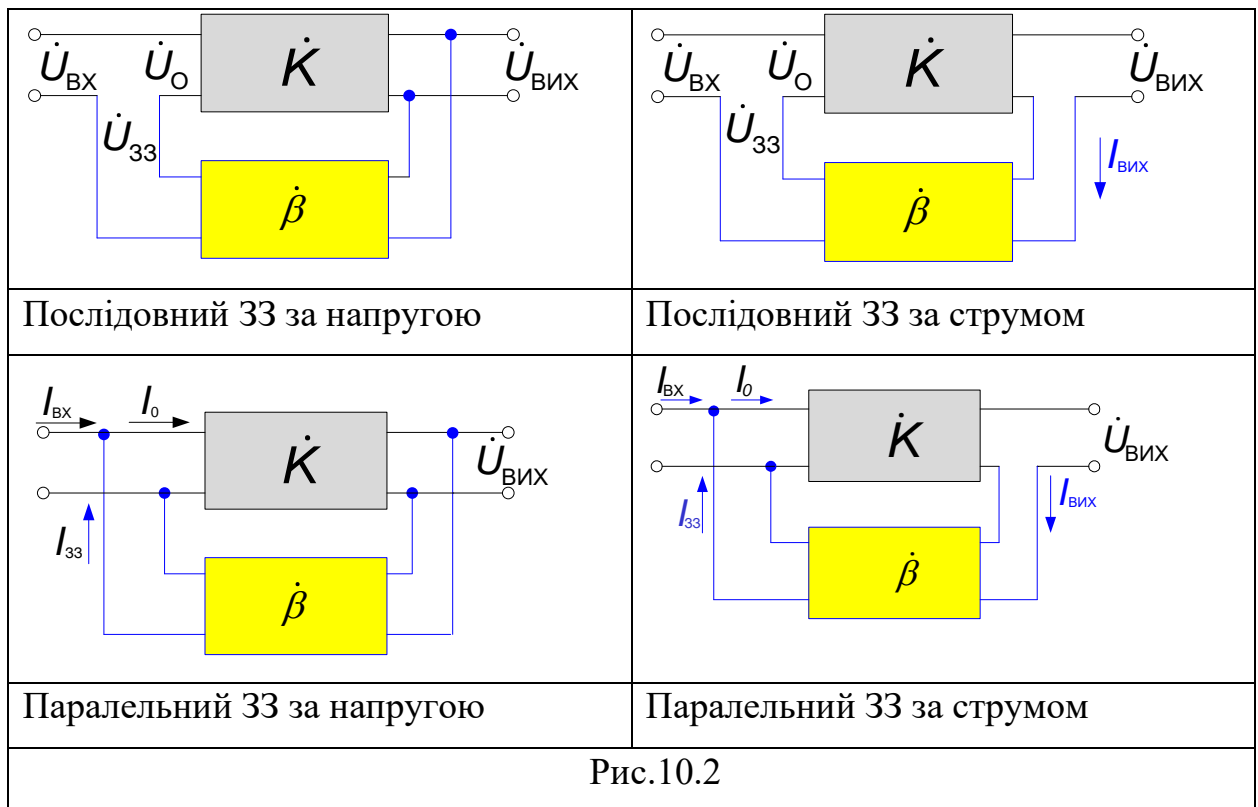 K̇
U̇ВХ U̇О U̇ВИХ
U̇ЗЗ
β̇
Послідовний ЗЗ за напругою
K̇
U̇ВХ U̇О U̇ВИХ
U̇ЗЗ
IВИХ
β̇
Послідовний ЗЗ за струмом
IВХ I0
K̇
U̇ВИХ
IЗЗ
β̇
Паралельний ЗЗ за напругою
IВХ I0
K̇
U̇ВИХ
IЗЗ
IВИХ
β̇
Паралельний ЗЗ за струмом
Рис.10.2